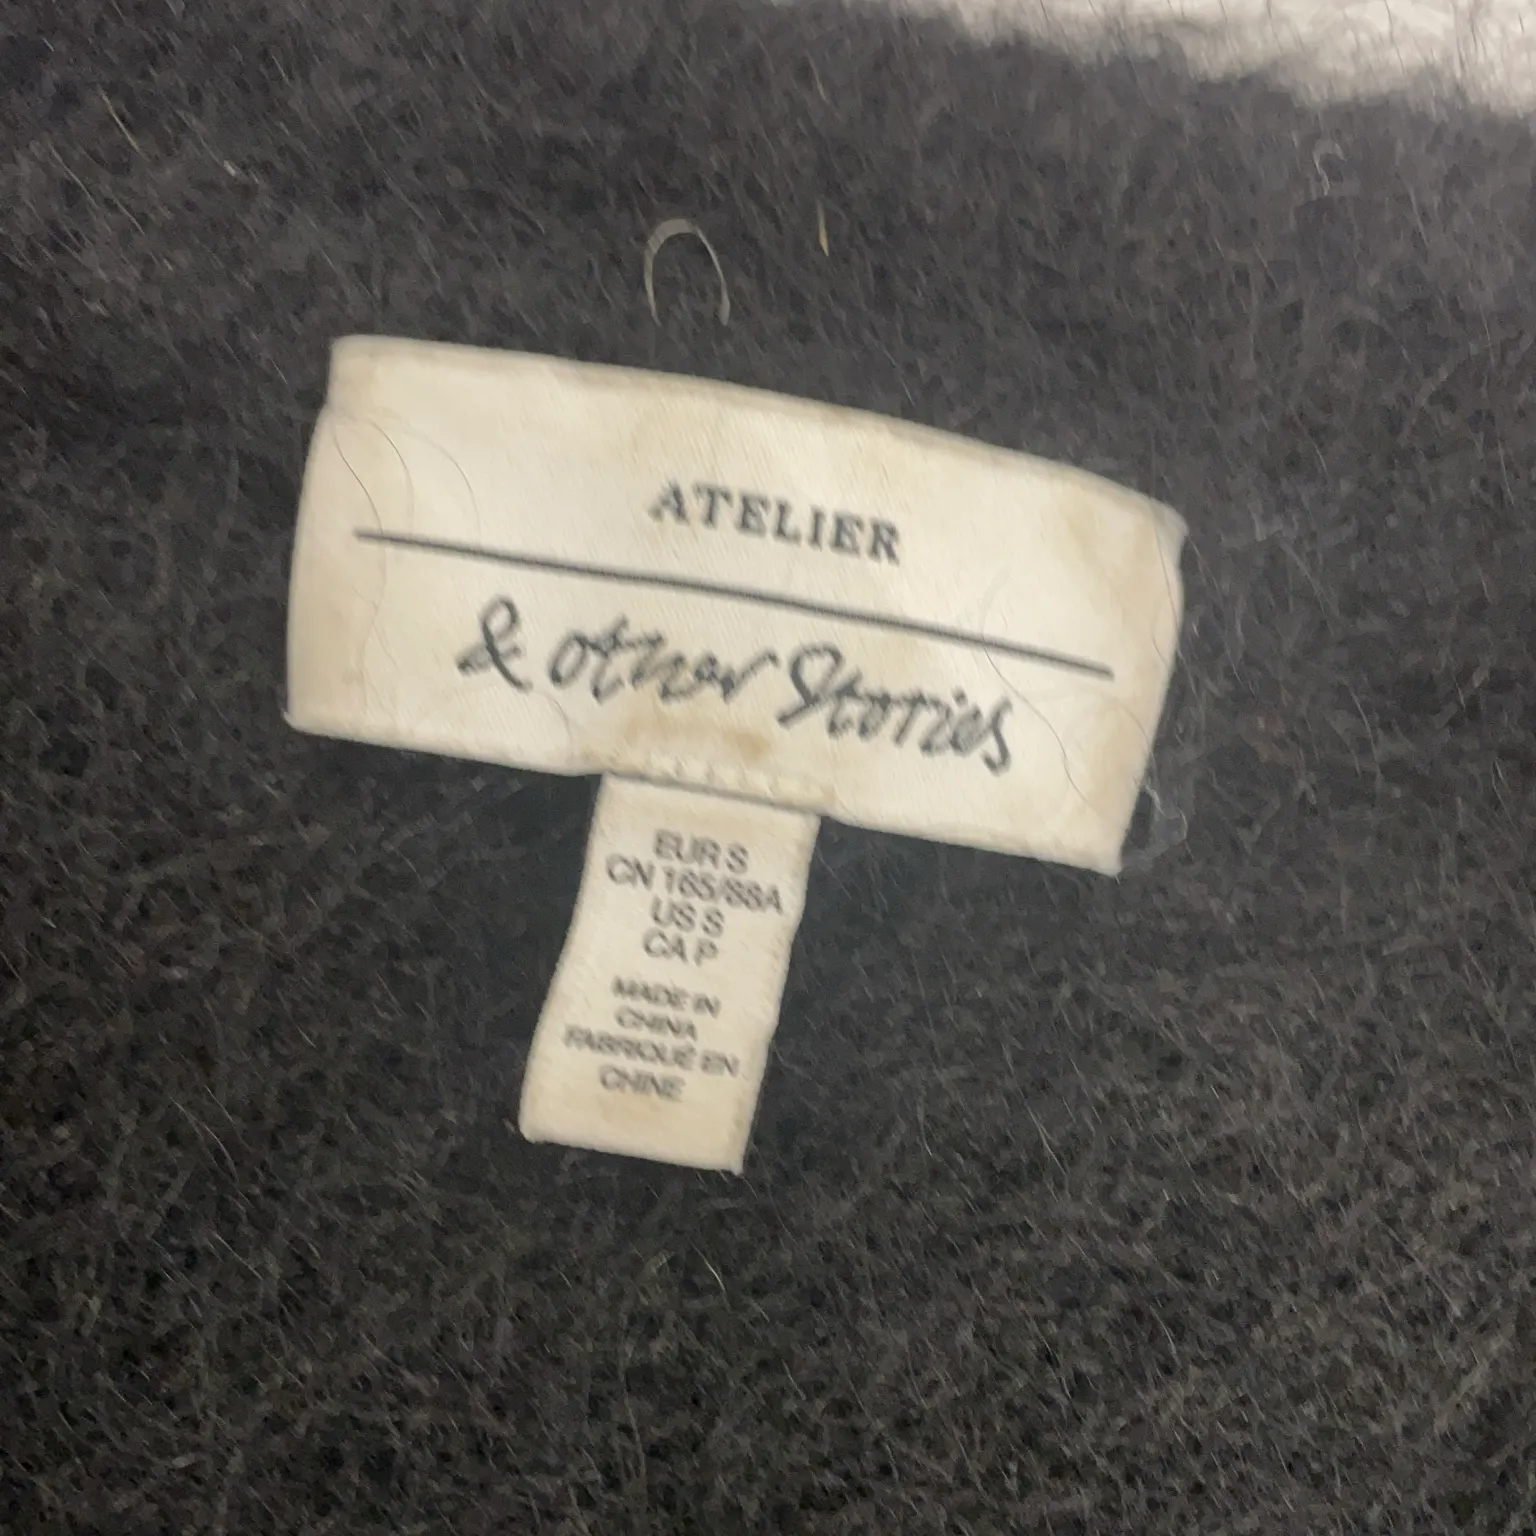 ATELIER
& other Stories
EUR S
CN 165/88A
US S
CA P
MADE IN
CHINA
FABRIQUÉ EN
CHINE